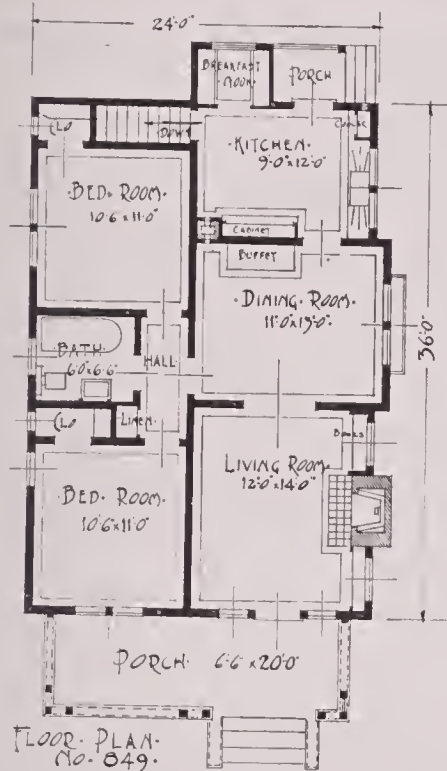 24'-0"
BREAKFAST
ROOM
PORCH
CLO
DOWN
COOLER
·KITCHEN·
9'-0"x12'-0"
·BED·ROOM·
10'-6"x11'-0"
CABINET
BUFFET
·DINING·ROOM·
11'-0"x13'-0"
36'-0"
BATH
6'-0"x6'-6"
HALL
CLO
LINEN
BOOKS
LIVING ROOM
12'-0"x14'-0"
·BED·ROOM·
10'-6"x11'-0"
PORCH 6'-6"x20'-0"
FLOOR·PLAN·
NO. 849.